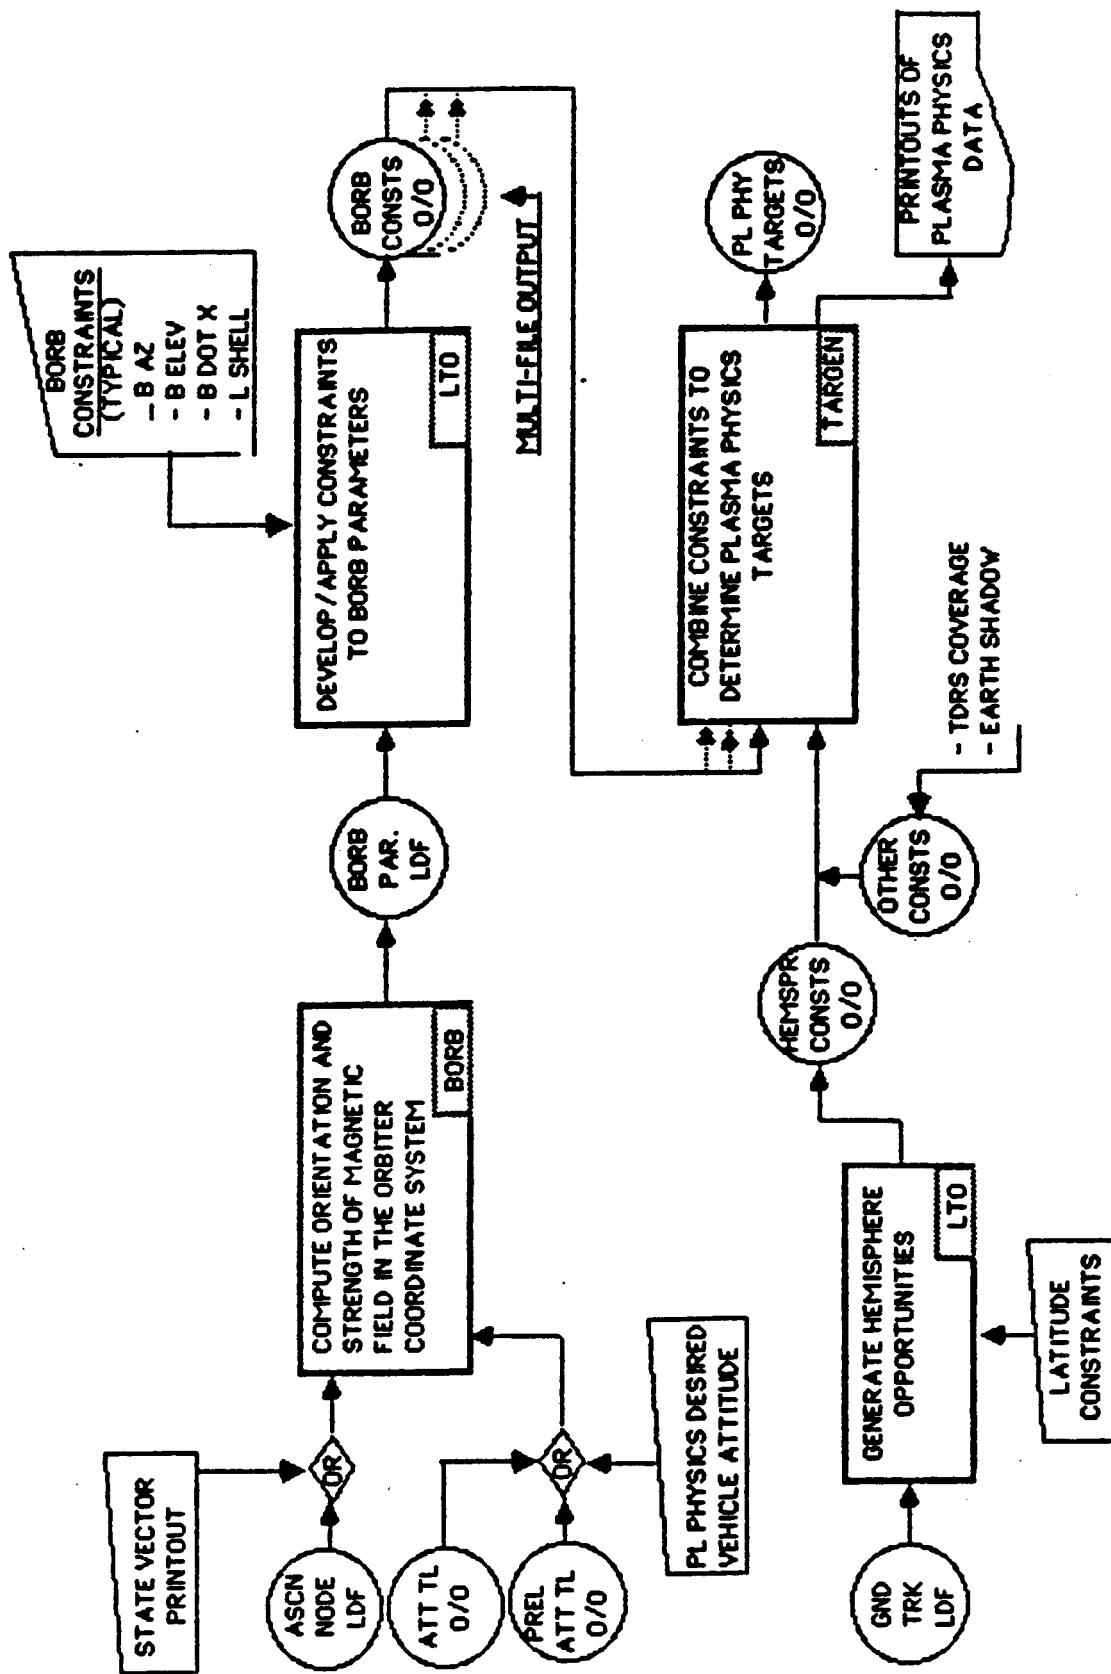 STATE VECTOR
PRINTOUT
ASCN
NODE
LDF
OR
ATT TL
O/O
PREL
ATT TL
O/O
OR
PL PHYSICS DESIRED
VEHICLE ATTITUDE
COMPUTE ORIENTATION AND
STRENGTH OF MAGNETIC
FIELD IN THE ORBITER
COORDINATE SYSTEM
BORB
BORB
PAR.
LDF
BORB
CONSTRAINTS
(TYPICAL)
- B AZ
- B ELEV
- B DOT X
- L SHELL
DEVELOP/APPLY CONSTRAINTS
TO BORB PARAMETERS
LTO
BORB
CONSTS
O/O
MULTI-FILE OUTPUT
GND
TRK
LDF
GENERATE HEMISPHERE
OPPORTUNITIES
LTO
LATITUDE
CONSTRAINTS
HEMSPR
CONSTS
O/O
OTHER
CONSTS
O/O
- TDRS COVERAGE
- EARTH SHADOW
COMBINE CONSTRAINTS TO
DETERMINE PLASMA PHYSICS
TARGETS
TARGEN
PL PHY
TARGETS
O/O
PRINTOUTS OF
PLASMA PHYSICS
DATA